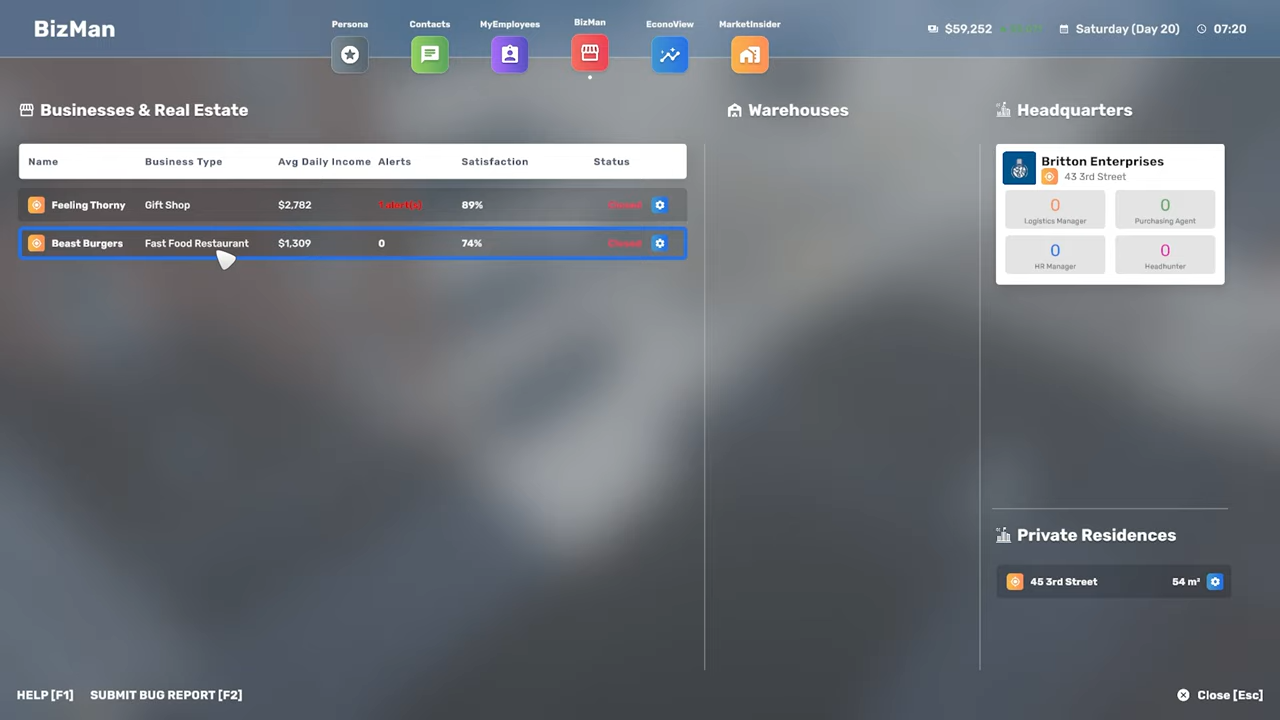 BizMan
Persona
Contacts
MyEmployees
BizMan
EconoView
MarketInsider
$59,252
Saturday (Day 20)
07:20
Businesses & Real Estate
Name Business Type Avg Daily Income Alerts Satisfaction Status
Feeling Thorny Gift Shop $2,782 89% Closed
Beast Burgers Fast Food Restaurant $1,309 0 74% Closed
Warehouses
Headquarters
Britton Enterprises
43 3rd Street
0 0
Logistics Manager Purchasing Agent
0 0
HR Manager Headhunter
Private Residences
45 3rd Street 54 m²
HELP [F1] SUBMIT BUG REPORT [F2]
Close [Esc]